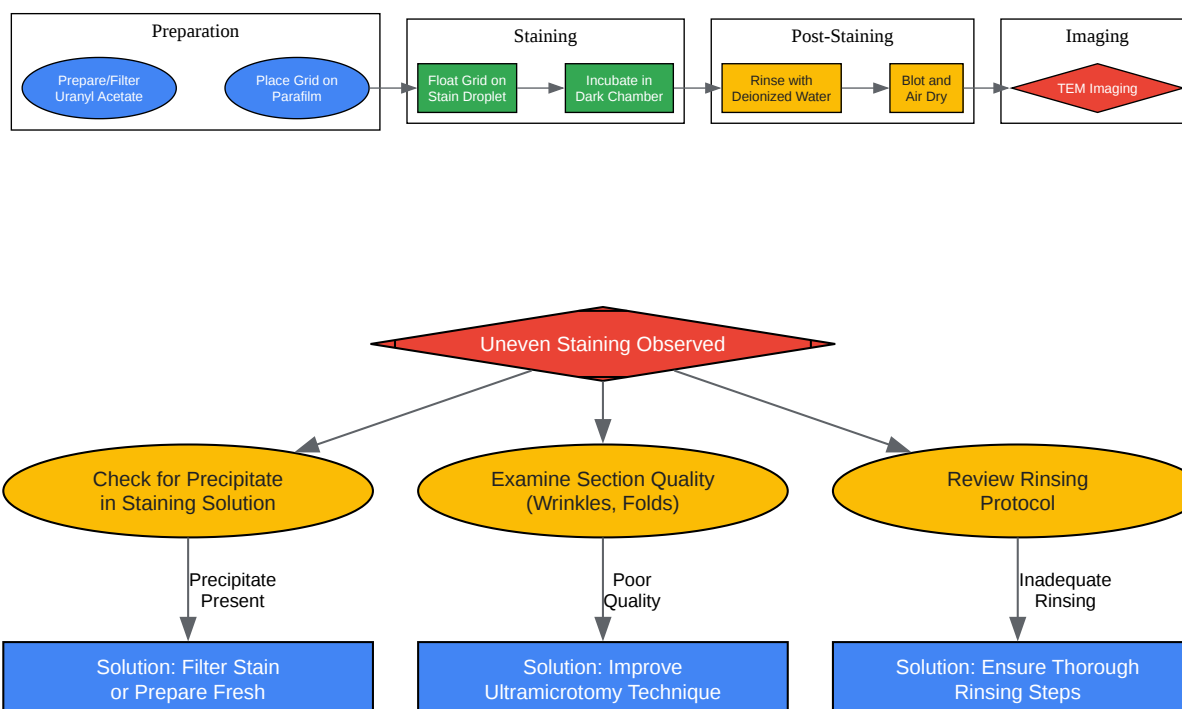 Preparation
Staining
Post-Staining
Imaging
Prepare/Filter
Uranyl Acetate
Place Grid on
Parafilm
Float Grid on
Stain Droplet
Incubate in
Dark Chamber
Rinse with
Deionized Water
Blot and
Air Dry
TEM Imaging
Uneven Staining Observed
Check for Precipitate
in Staining Solution
Examine Section Quality
(Wrinkles, Folds)
Review Rinsing
Protocol
Precipitate
Present
Poor
Quality
Inadequate
Rinsing
Solution: Filter Stain
or Prepare Fresh
Solution: Improve
Ultramicrotomy Technique
Solution: Ensure Thorough
Rinsing Steps